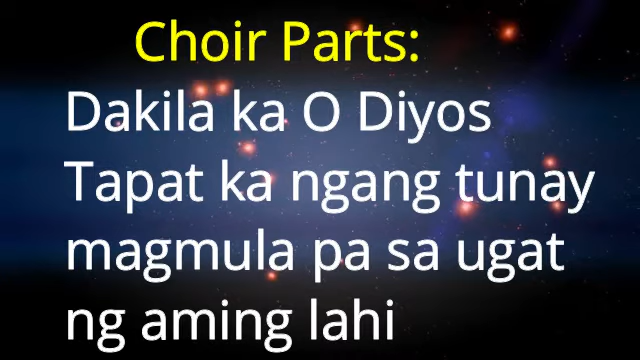 Choir Parts:
Dakila ka O Diyos
Tapat ka ngang tunay
magmula pa sa ugat
ng aming lahi